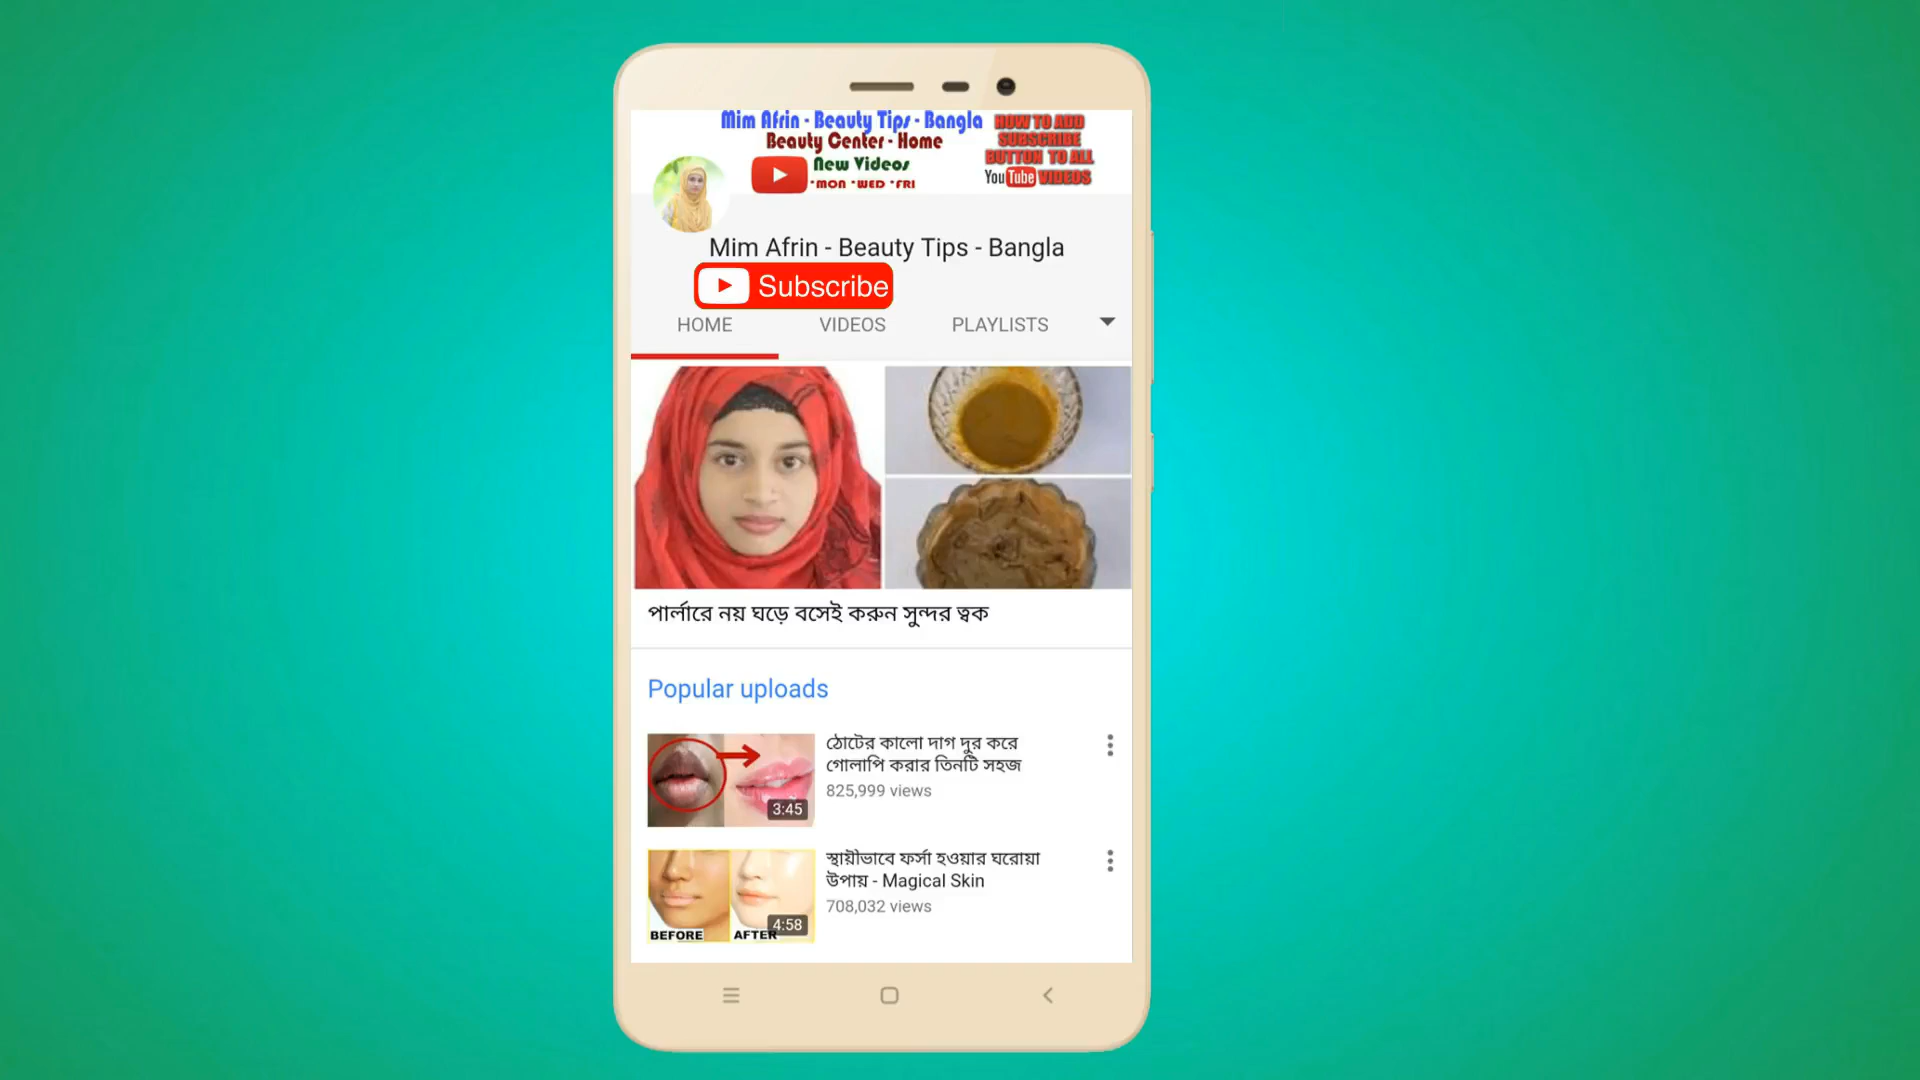 Mim Afrin - Beauty Tips - Bangla
Beauty Center - Home
New Videos
*MON *WED *FRI
HOW TO ADD
SUBSCRIBE
BUTTON TO ALL
YouTube VIDEOS
Mim Afrin - Beauty Tips - Bangla
Subscribe
HOME
VIDEOS
PLAYLISTS
পার্লারে নয় ঘড়ে বসেই করুন সুন্দর ত্বক
Popular uploads
ঠোটের কালো দাগ দুর করে
গোলাপি করার তিনটি সহজ
825,999 views
3:45
স্থায়ীভাবে ফর্সা হওয়ার ঘরোয়া
উপায় - Magical Skin
708,032 views
4:58
BEFORE
AFTER